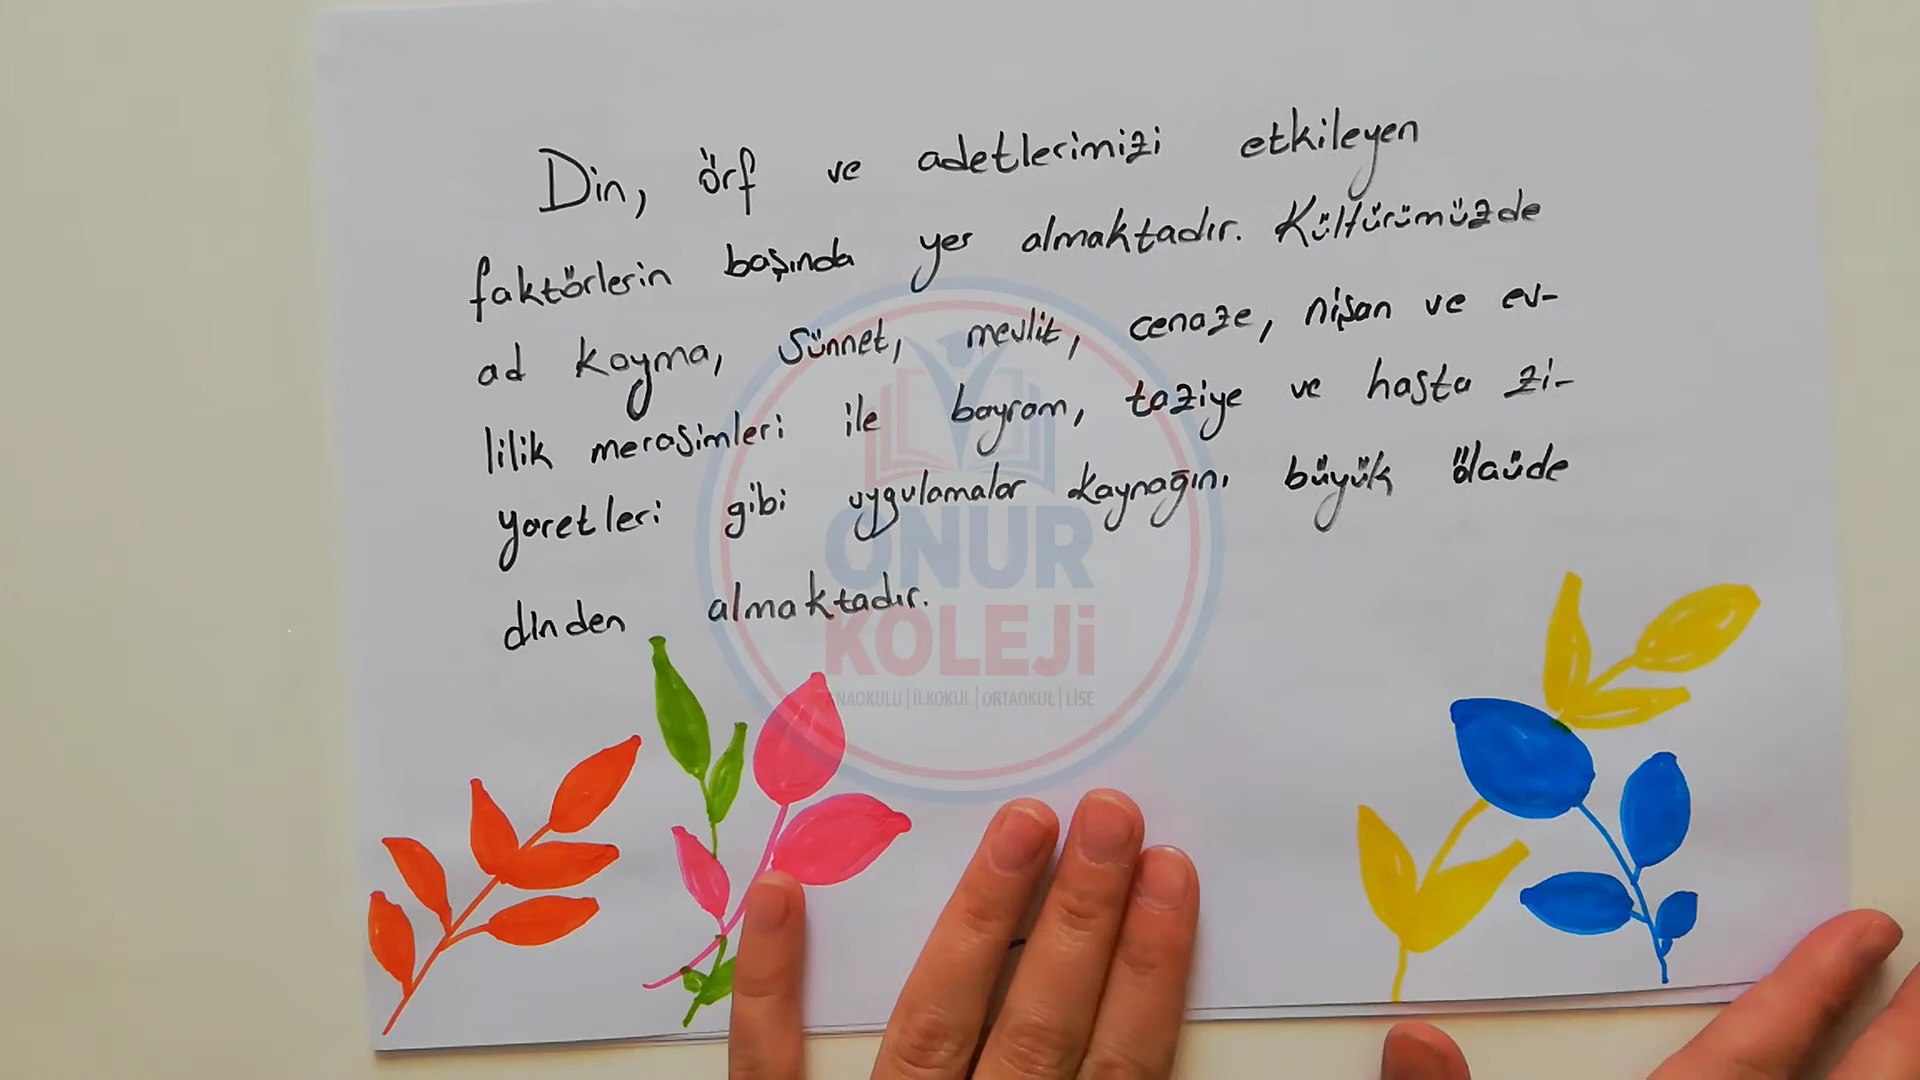 Din, örf ve adetlerimizi etkileyen
faktörlerin başında yer almaktadır. Kültürümüzde
ad koyma, sünnet, mevlit, cenaze, nişan ve ev-
lilik merasimleri ile bayram, taziye ve hasta zi-
yaretleri gibi uygulamalar kaynağını büyük ölaüde
dinden almaktadır.
ONUR
KOLEJİ
ANAOKULU | İLKOKUL | ORTAOKUL | LİSE